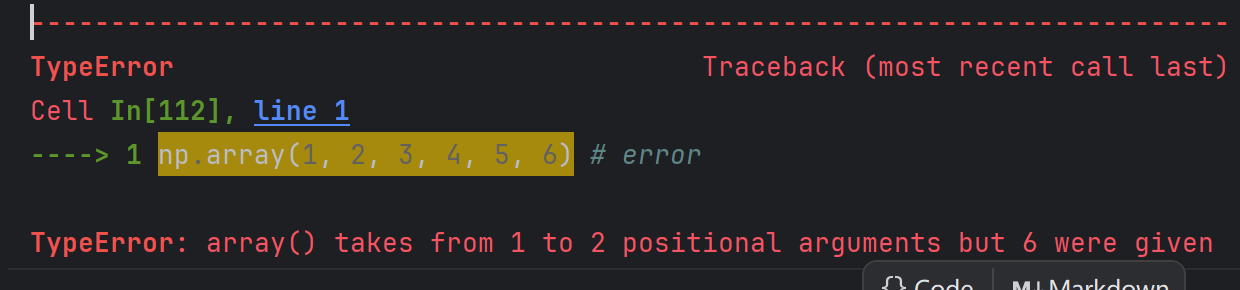 ---------------------------------------------------------------------------
TypeError                                 Traceback (most recent call last)
Cell In[112], line 1
----> 1 np.array(1, 2, 3, 4, 5, 6) # error
TypeError: array() takes from 1 to 2 positional arguments but 6 were given
{} Code M↓ Markdown